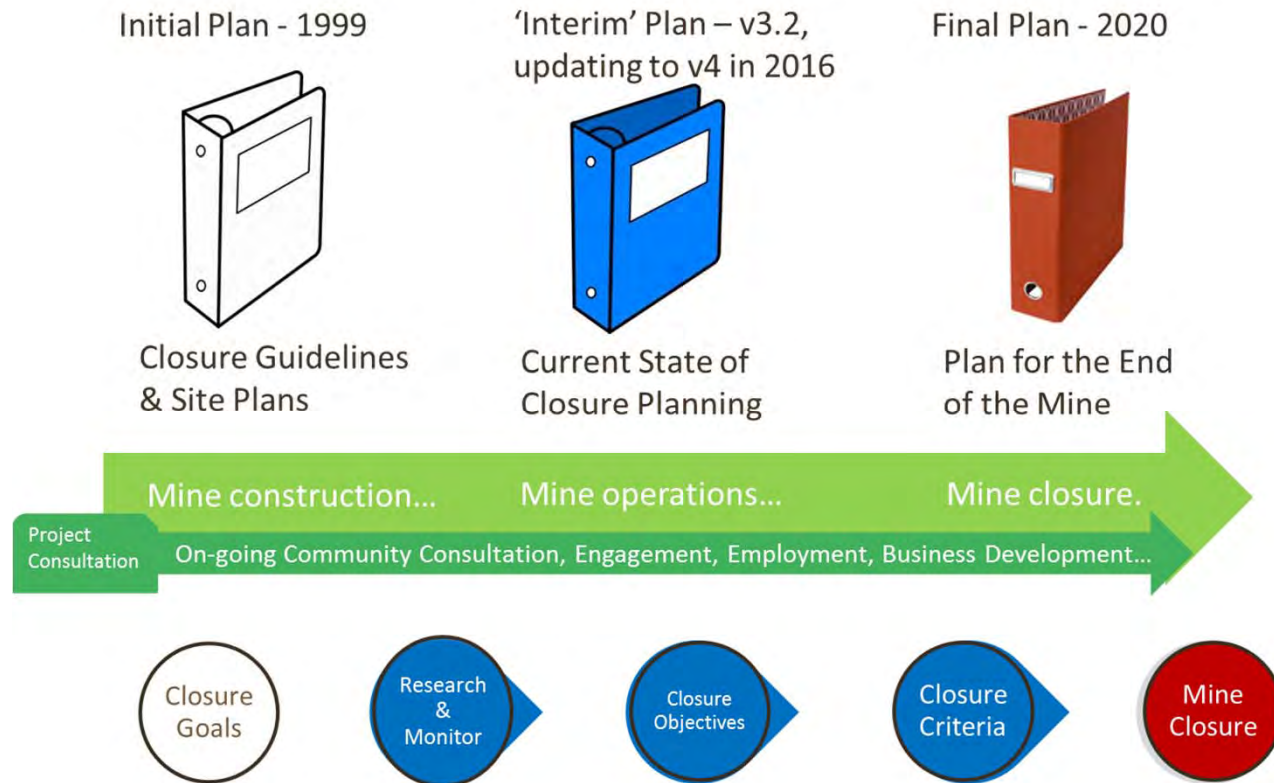 Initial Plan - 1999
‘Interim’ Plan – v3.2,
updating to v4 in 2016
Final Plan - 2020
Closure Guidelines
& Site Plans
Current State of
Closure Planning
Plan for the End
of the Mine
Mine construction...
Mine operations...
Mine closure.
Project
Consultation
On-going Community Consultation, Engagement, Employment, Business Development...
Closure
Goals
Research
&
Monitor
Closure
Objectives
Closure
Criteria
Mine
Closure